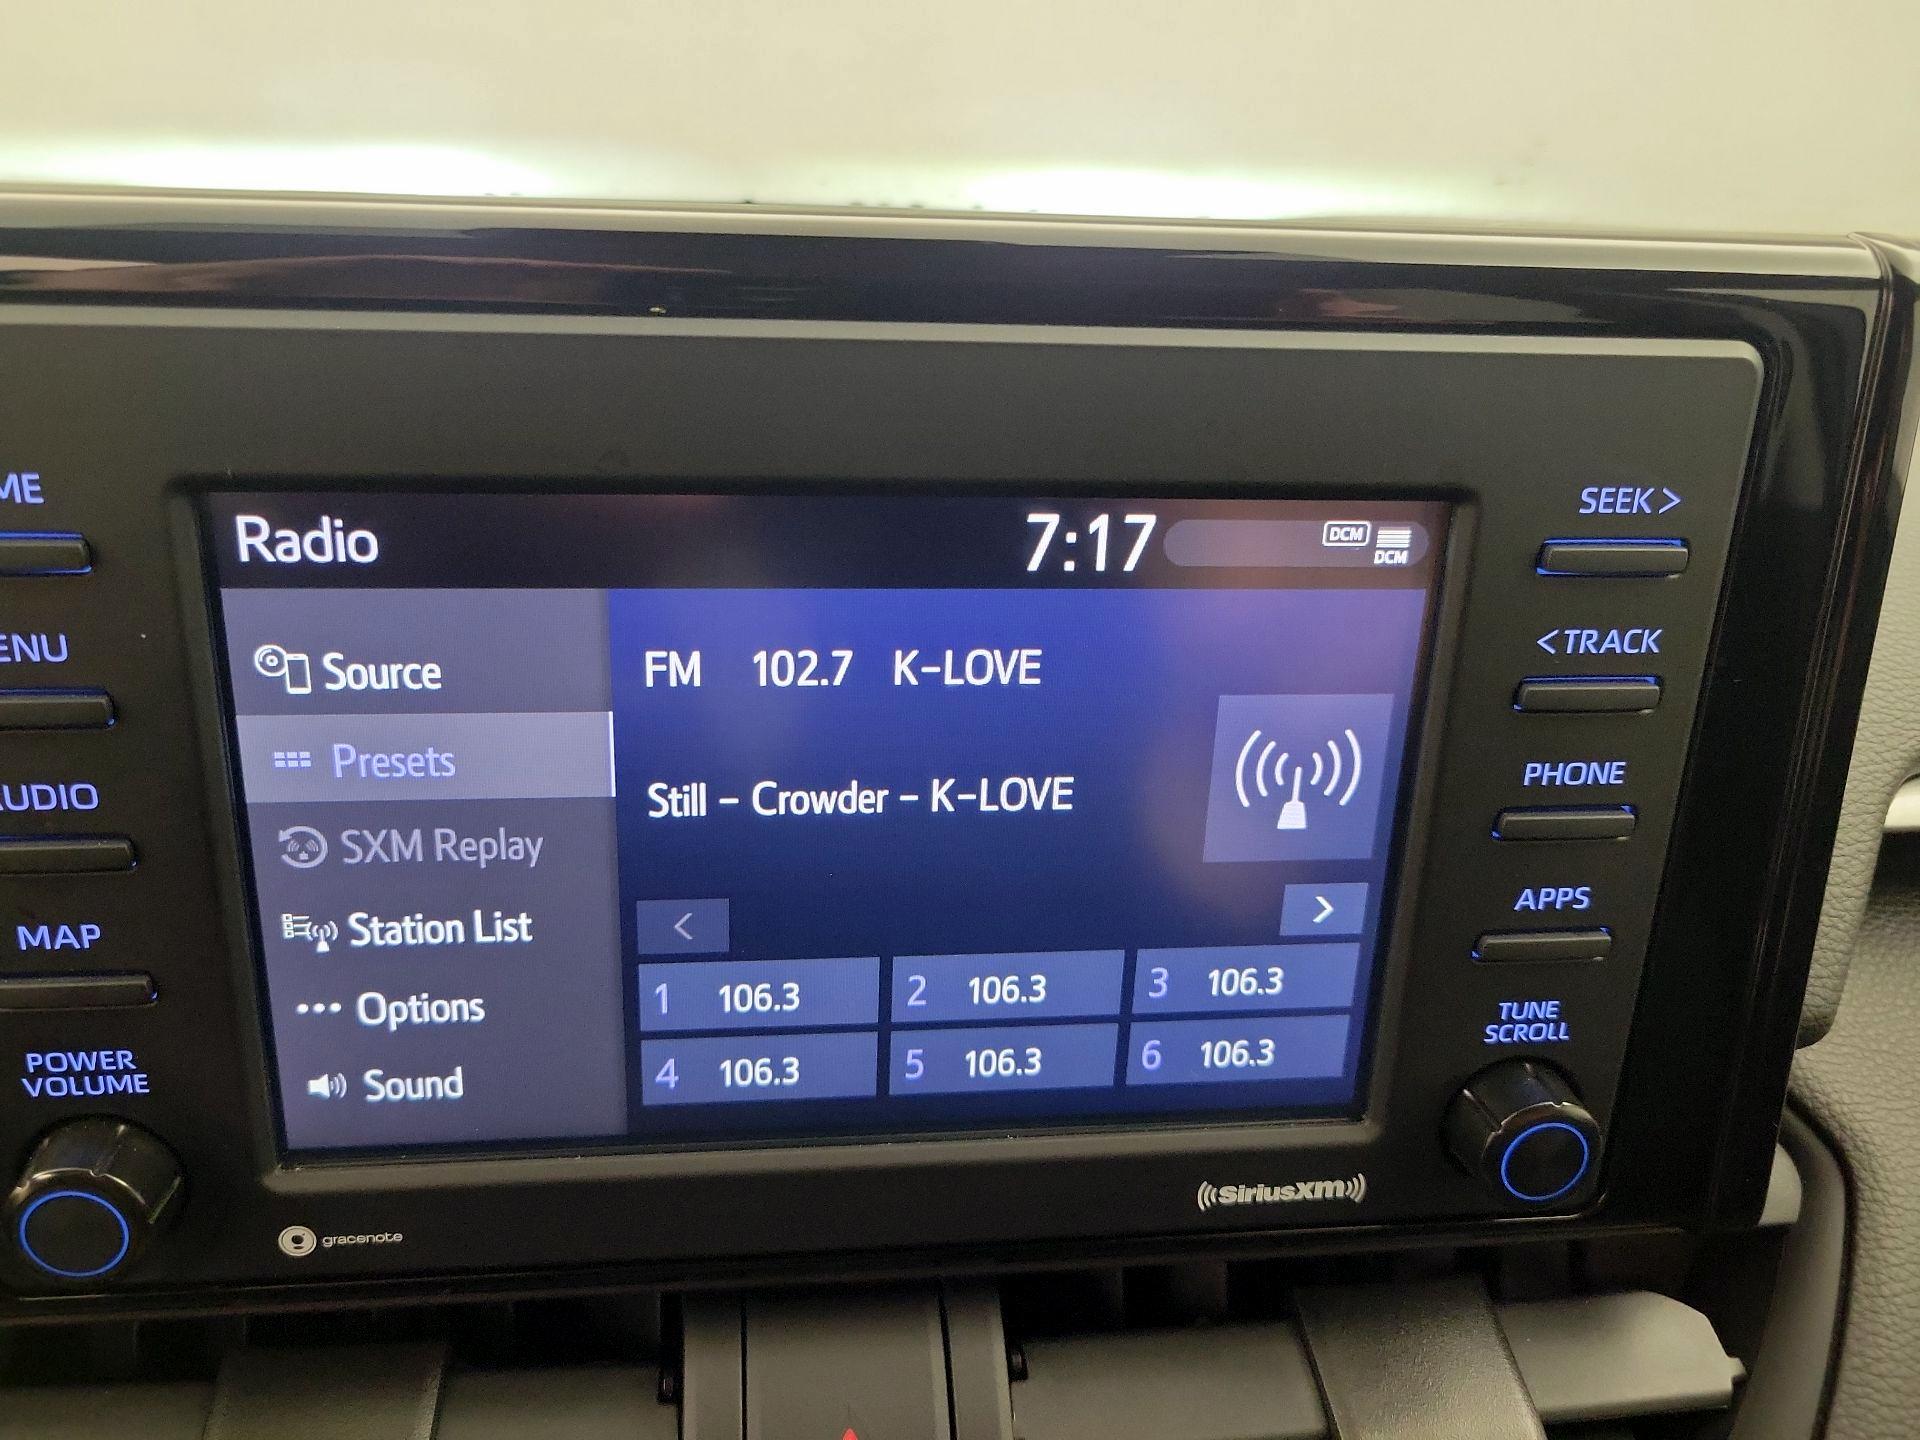 Radio
7:17
DCM
DCM
Source
Presets
SXM Replay
Station List
Options
Sound
FM 102.7 K-LOVE
Still - Crowder - K-LOVE
<
>
1 106.3
2 106.3
3 106.3
4 106.3
5 106.3
6 106.3
ME
ENU
AUDIO
MAP
POWER
VOLUME
SEEK >
< TRACK
PHONE
APPS
TUNE
SCROLL
gracenote
SiriusXM